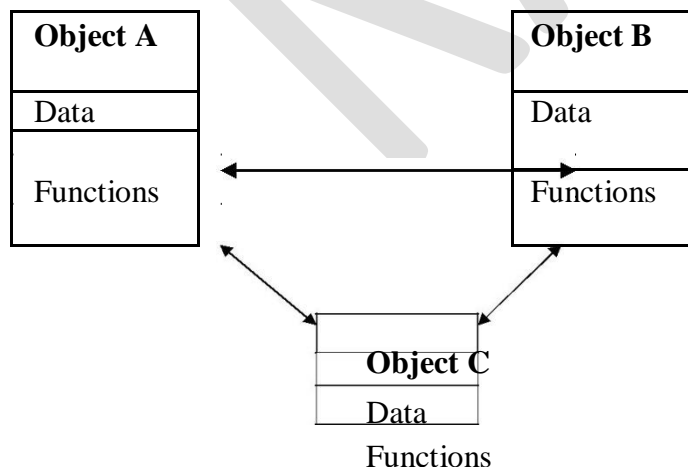 Object A
Data
Functions
Object B
Data
Functions
Object C
Data
Functions